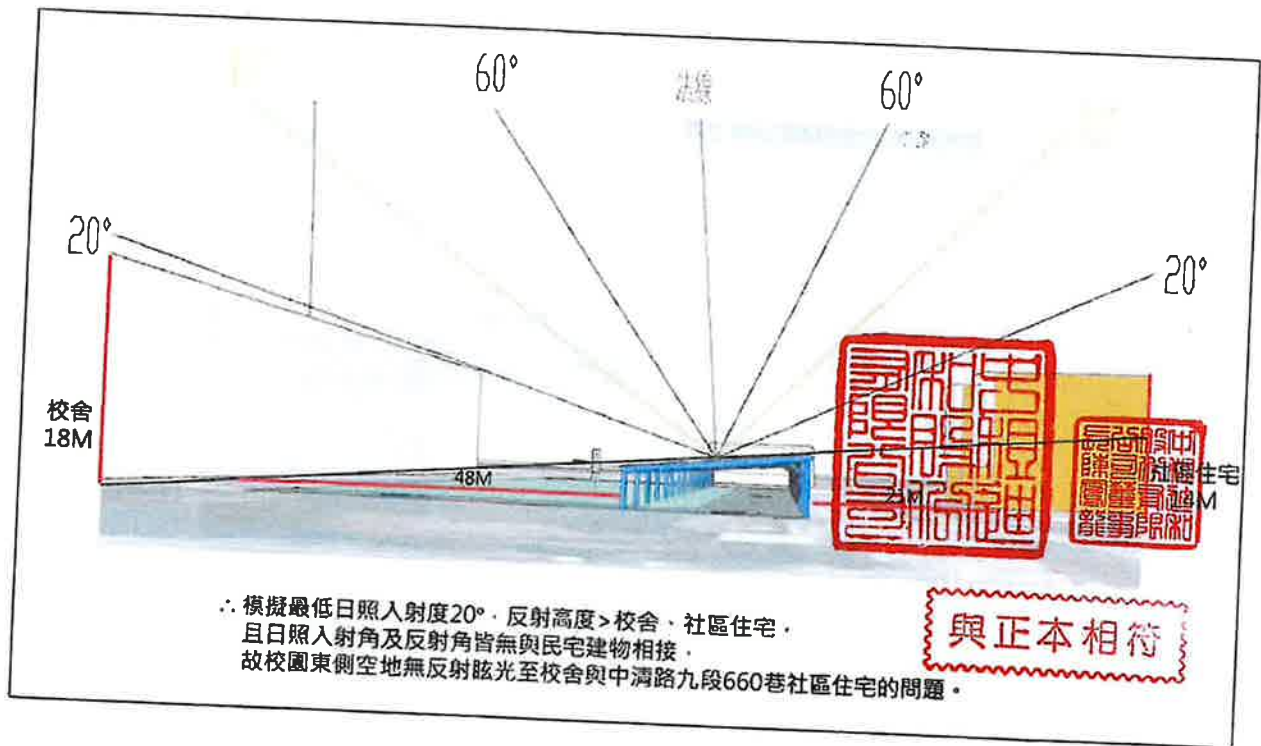 60°
法線
60°
20°
20°
校舍
18M
48M
社區住宅
∴ 模擬最低日照入射度20°，反射高度>校舍、社區住宅，
且日照入射角及反射角皆無與民宅建物相接，
故校園東側空地無反射眩光至校舍與中清路九段660巷社區住宅的問題。
與正本相符